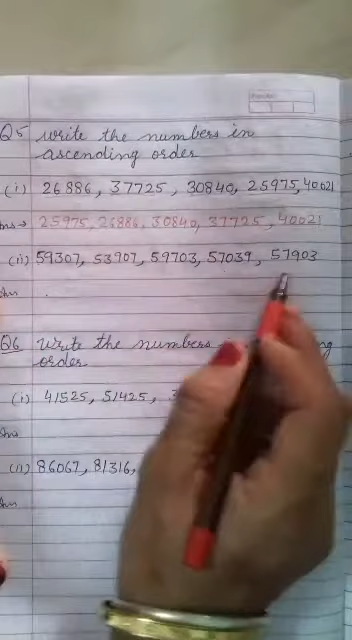 Q5 write the numbers in
ascending order
(i) 26886, 37725, 30840, 25975, 40021
Ans→ 25975, 26886, 30840, 37725, 40021
(ii) 59307, 53907, 59703, 57039, 57903
Ans
Q6 Write the numbers
order
(i) 41525, 51425,
Ans
(ii) 86067, 81316,
Ans